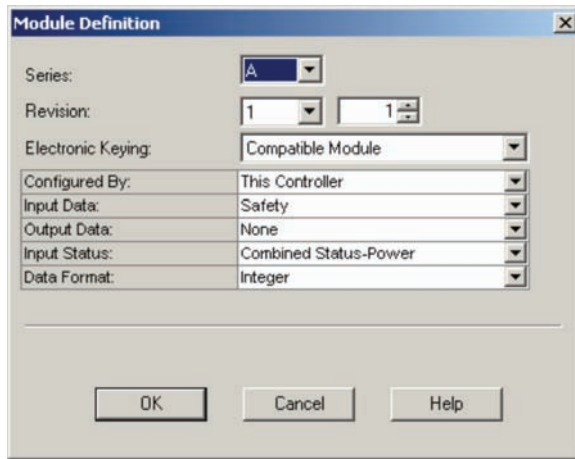 Module Definition
Series: A
Revision: 1 1
Electronic Keying: Compatible Module
Configured By: This Controller
Input Data: Safety
Output Data: None
Input Status: Combined Status-Power
Data Format: Integer
OK Cancel Help